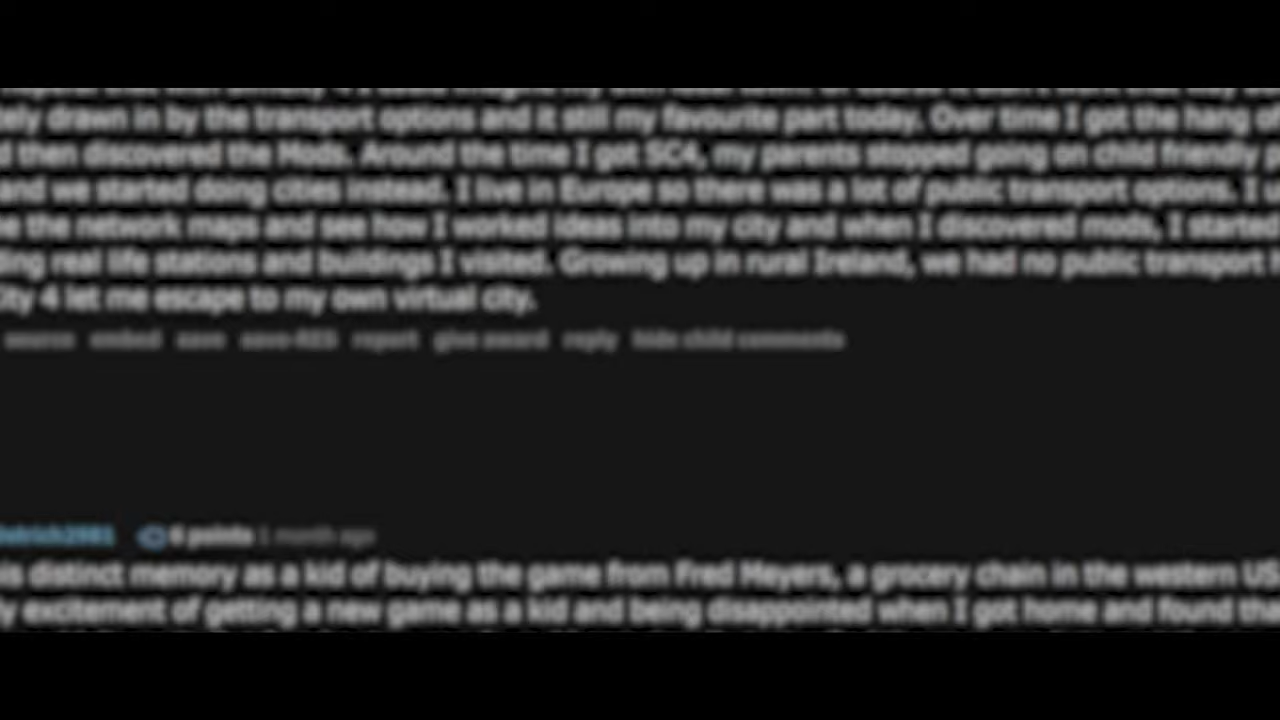 drawn in by the transport options and it still my favourite part today. Over time I got the hang of
then discovered the Mods. Around the time I got SC4, my parents stopped going on child friendly
and we started doing cities instead. I live in Europe so there was a lot of public transport options. I
the network maps and see how I worked ideas into my city and when I discovered mods, I started
real life stations and buildings I visited. Growing up in rural Ireland, we had no public transport
City 4 let me escape to my own virtual city.
source embed save save-RES report give award reply hide child comments
6 points 1 month ago
distinct memory as a kid of buying the game from Fred Meyers, a grocery chain in the western US
excitement of getting a new game as a kid and being disappointed when I got home and found